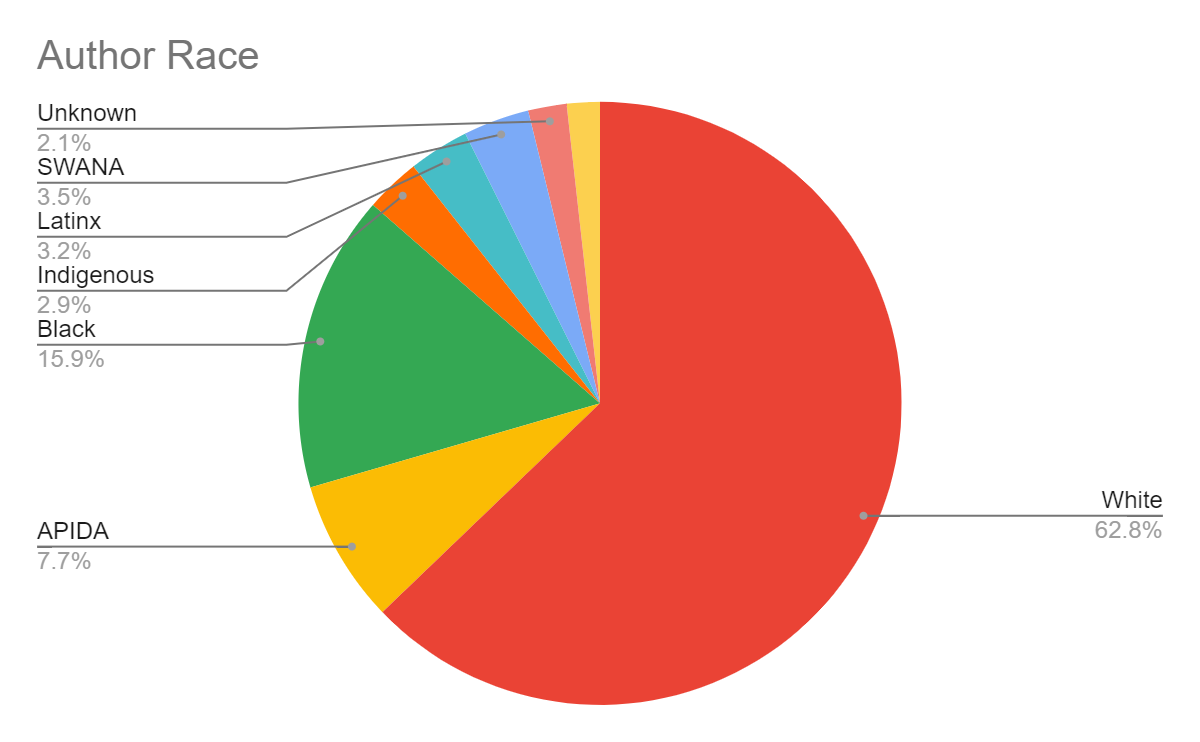 Author Race
Unknown
2.1%
SWANA
3.5%
Latinx
3.2%
Indigenous
2.9%
Black
15.9%
APIDA
7.7%
White
62.8%